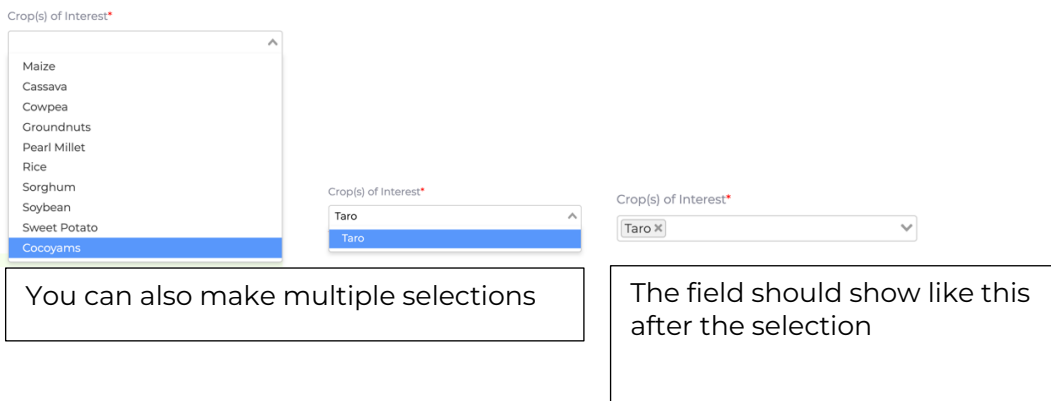 Crop(s) of Interest*
Maize
Cassava
Cowpea
Groundnuts
Pearl Millet
Rice
Sorghum
Soybean
Sweet Potato
Cocoyams
Crop(s) of Interest*
Taro
Taro
Crop(s) of Interest*
Taro ×
You can also make multiple selections
The field should show like this
after the selection